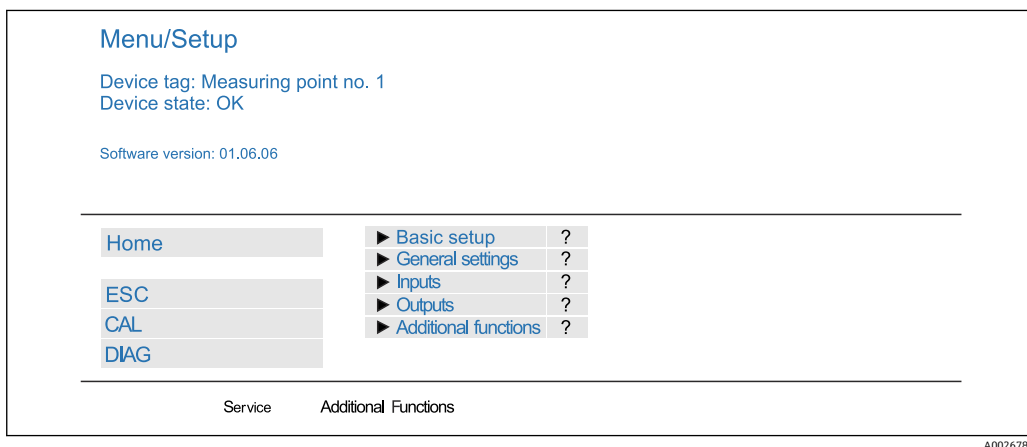 Menu/Setup
Device tag: Measuring point no. 1
Device state: OK
Software version: 01.06.06
Home
ESC
CAL
DIAG
► Basic setup ?
► General settings ?
► Inputs ?
► Outputs ?
► Additional functions ?
Service Additional Functions
A002678